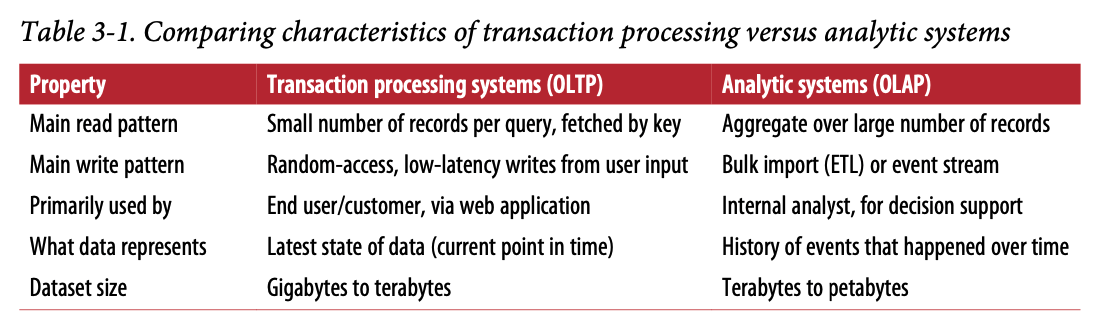 Table 3-1. Comparing characteristics of transaction processing versus analytic systems
Property Transaction processing systems (OLTP) Analytic systems (OLAP)
Main read pattern Small number of records per query, fetched by key Aggregate over large number of records
Main write pattern Random-access, low-latency writes from user input Bulk import (ETL) or event stream
Primarily used by End user/customer, via web application Internal analyst, for decision support
What data represents Latest state of data (current point in time) History of events that happened over time
Dataset size Gigabytes to terabytes Terabytes to petabytes